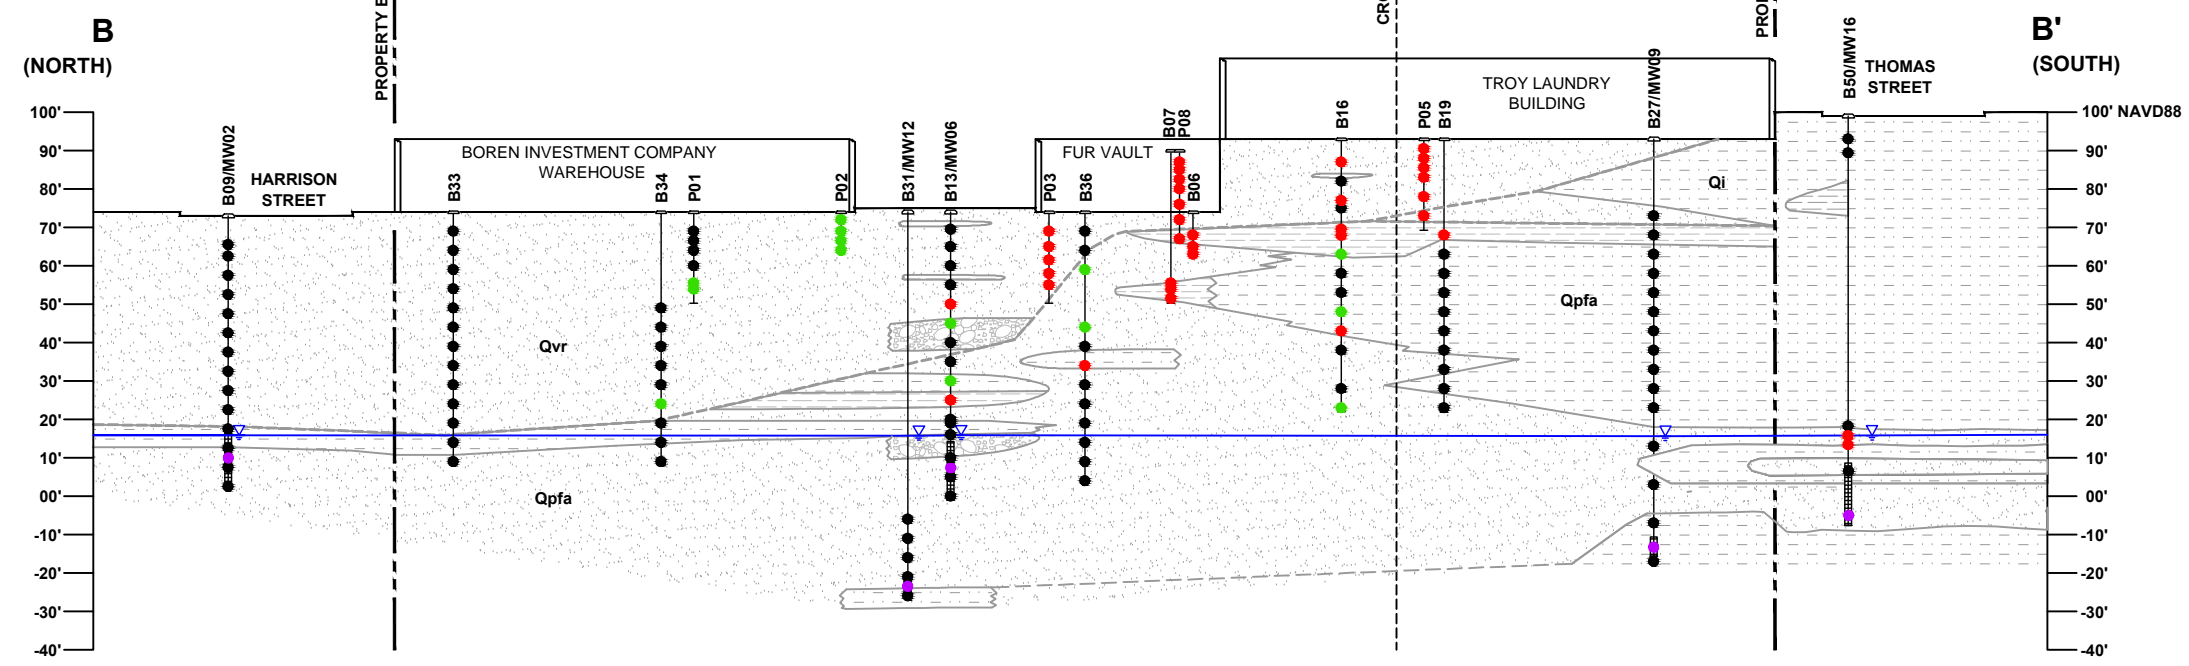 B
(NORTH)
PROPERTY B
CRO
PROP
B'
(SOUTH)
THOMAS
STREET
TROY LAUNDRY
BUILDING
BOREN INVESTMENT COMPANY
WAREHOUSE
FUR VAULT
HARRISON
STREET
B09/MW02
B33
B34
P01
P02
B31/MW12
B13/MW06
P03
B36
B07
P08
B06
B16
P05
B19
B27/MW09
B50/MW16
100'
90'
80'
70'
60'
50'
40'
30'
20'
10'
00'
-10'
-20'
-30'
-40'
Qvr
Qpfa
Qpfa
Qi
100' NAVD88
90'
80'
70'
60'
50'
40'
30'
20'
10'
00'
-10'
-20'
-30'
-40'